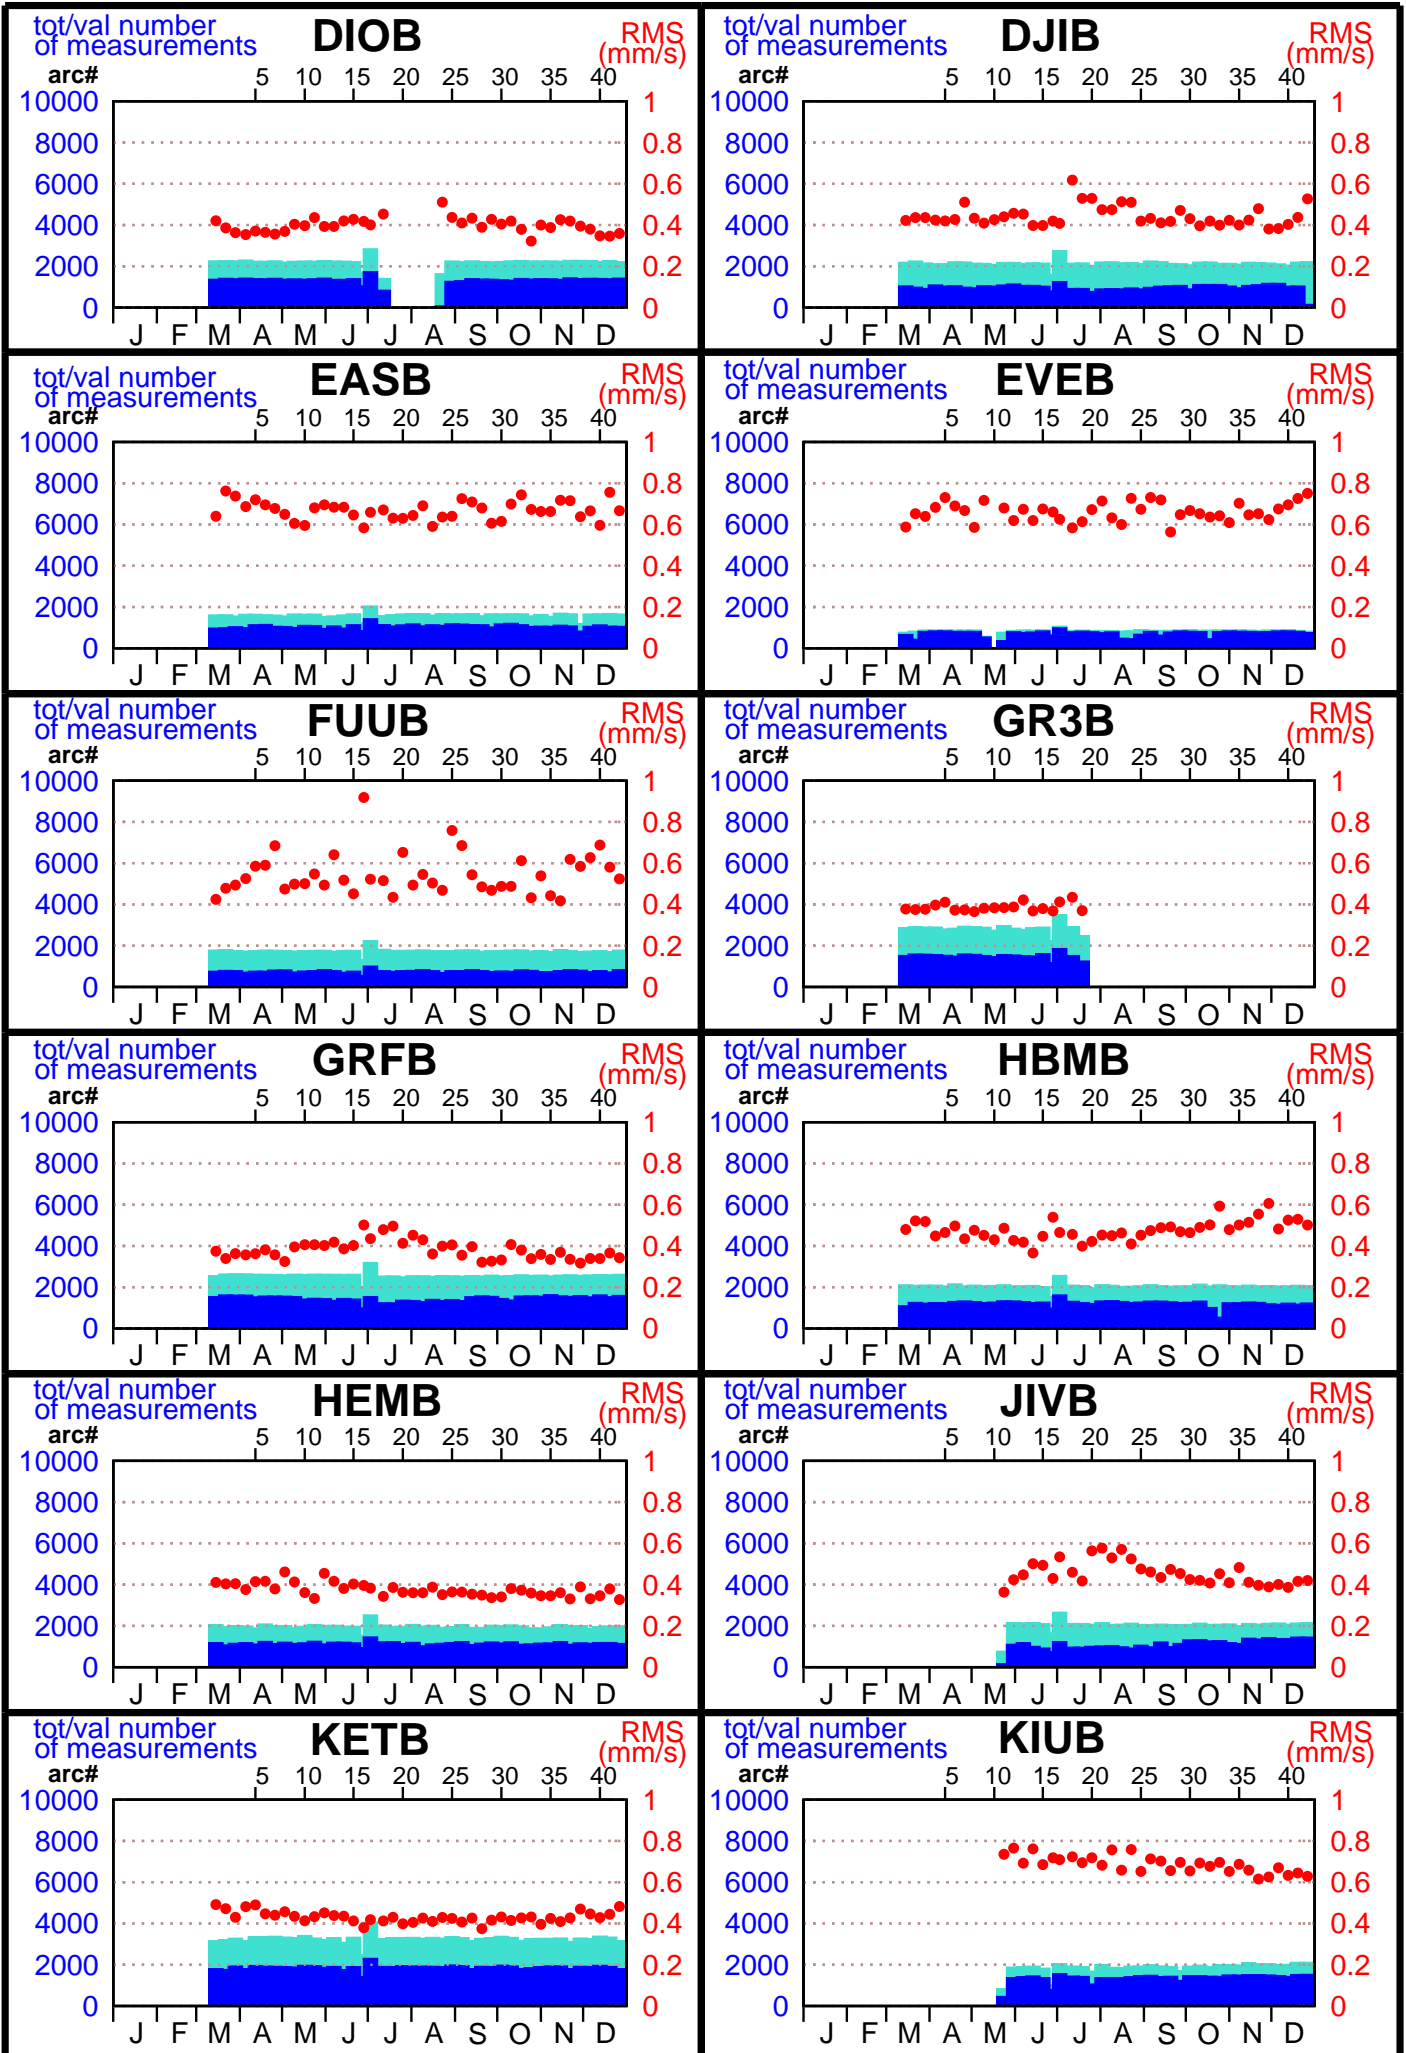 tot/val number DIOB RMS
of measurements (mm/s)
arc# 5 10 15 20 25 30 35 40
10000 1
8000 0.8
6000 0.6
4000 0.4
2000 0.2
0 0
J F M A M J J A S O N D
tot/val number DJIB RMS
of measurements (mm/s)
arc# 5 10 15 20 25 30 35 40
10000 1
8000 0.8
6000 0.6
4000 0.4
2000 0.2
0 0
J F M A M J J A S O N D
tot/val number EASB RMS
of measurements (mm/s)
arc# 5 10 15 20 25 30 35 40
10000 1
8000 0.8
6000 0.6
4000 0.4
2000 0.2
0 0
J F M A M J J A S O N D
tot/val number EVEB RMS
of measurements (mm/s)
arc# 5 10 15 20 25 30 35 40
10000 1
8000 0.8
6000 0.6
4000 0.4
2000 0.2
0 0
J F M A M J J A S O N D
tot/val number FUUB RMS
of measurements (mm/s)
arc# 5 10 15 20 25 30 35 40
10000 1
8000 0.8
6000 0.6
4000 0.4
2000 0.2
0 0
J F M A M J J A S O N D
tot/val number GR3B RMS
of measurements (mm/s)
arc# 5 10 15 20 25 30 35 40
10000 1
8000 0.8
6000 0.6
4000 0.4
2000 0.2
0 0
J F M A M J J A S O N D
tot/val number GRFB RMS
of measurements (mm/s)
arc# 5 10 15 20 25 30 35 40
10000 1
8000 0.8
6000 0.6
4000 0.4
2000 0.2
0 0
J F M A M J J A S O N D
tot/val number HBMB RMS
of measurements (mm/s)
arc# 5 10 15 20 25 30 35 40
10000 1
8000 0.8
6000 0.6
4000 0.4
2000 0.2
0 0
J F M A M J J A S O N D
tot/val number HEMB RMS
of measurements (mm/s)
arc# 5 10 15 20 25 30 35 40
10000 1
8000 0.8
6000 0.6
4000 0.4
2000 0.2
0 0
J F M A M J J A S O N D
tot/val number JIVB RMS
of measurements (mm/s)
arc# 5 10 15 20 25 30 35 40
10000 1
8000 0.8
6000 0.6
4000 0.4
2000 0.2
0 0
J F M A M J J A S O N D
tot/val number KETB RMS
of measurements (mm/s)
arc# 5 10 15 20 25 30 35 40
10000 1
8000 0.8
6000 0.6
4000 0.4
2000 0.2
0 0
J F M A M J J A S O N D
tot/val number KIUB RMS
of measurements (mm/s)
arc# 5 10 15 20 25 30 35 40
10000 1
8000 0.8
6000 0.6
4000 0.4
2000 0.2
0 0
J F M A M J J A S O N D